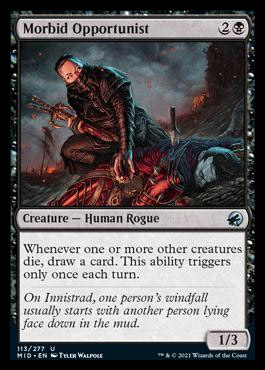 Morbid Opportunist 2
Creature — Human Rogue
Whenever one or more other creatures
die, draw a card. This ability triggers
only once each turn.
On Innistrad, one person's windfall
usually starts with another person lying
face down in the mud.
1/3
113/277 U
MID • EN TYLER WALPOLE
™ & © 2021 Wizards of the Coast